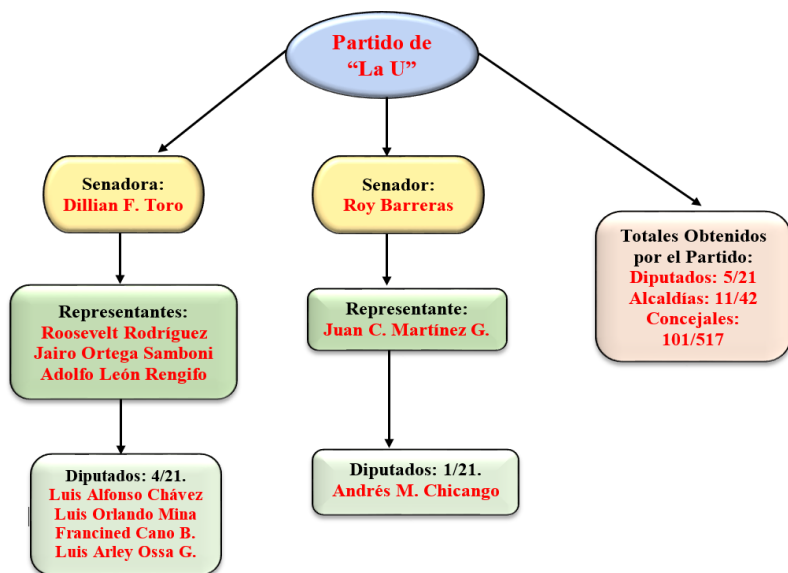 Partido de
“La U”
Senadora:
Dillian F. Toro
Senador:
Roy Barreras
Totales Obtenidos
por el Partido:
Diputados: 5/21
Alcaldías: 11/42
Concejales:
101/517
Representantes:
Roosevelt Rodríguez
Jairo Ortega Samboni
Adolfo León Rengifo
Representante:
Juan C. Martínez G.
Diputados: 4/21.
Luis Alfonso Chávez
Luis Orlando Mina
Francined Cano B.
Luis Arley Ossa G.
Diputados: 1/21.
Andrés M. Chicango